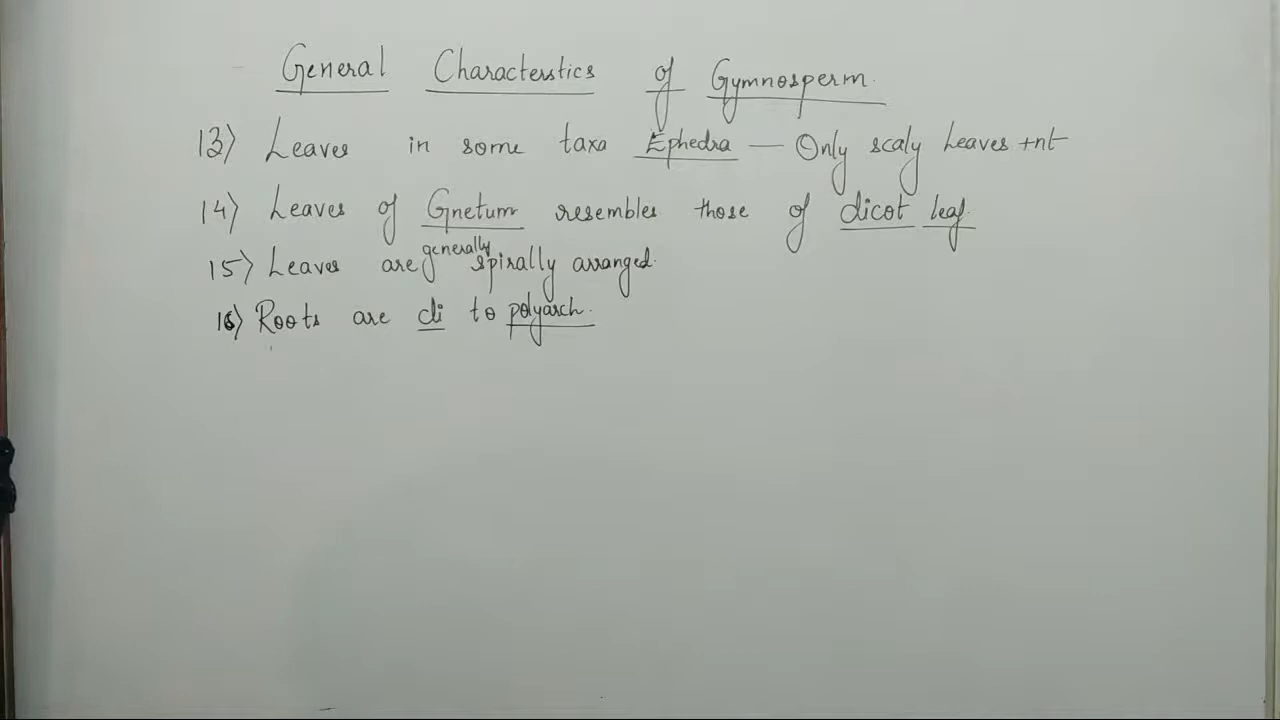 General Characterstics of Gymnosperm.
13) Leaves in some taxa Ephedra — Only scaly leaves +nt
14) Leaves of Gnetum resembles those of dicot leaf.
15) Leaves are generally spirally arranged.
16) Roots are di to polyarch.